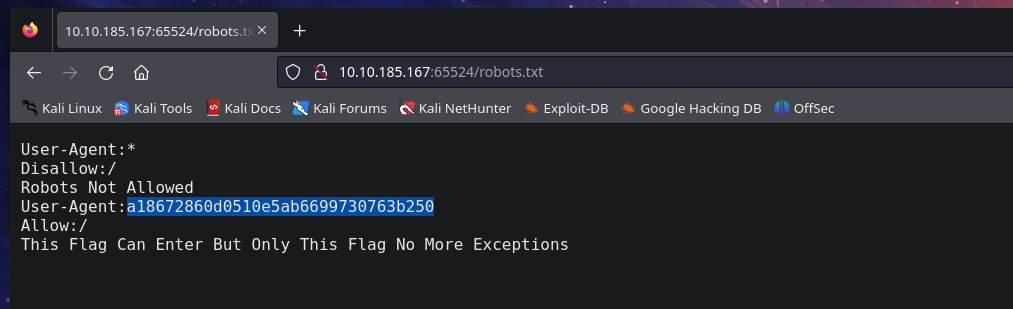 10.10.185.167:65524/robots.tx
10.10.185.167:65524/robots.txt
Kali Linux Kali Tools Kali Docs Kali Forums Kali NetHunter Exploit-DB Google Hacking DB OffSec
User-Agent:*
Disallow:/
Robots Not Allowed
User-Agent:a18672860d0510e5ab6699730763b250
Allow:/
This Flag Can Enter But Only This Flag No More Exceptions